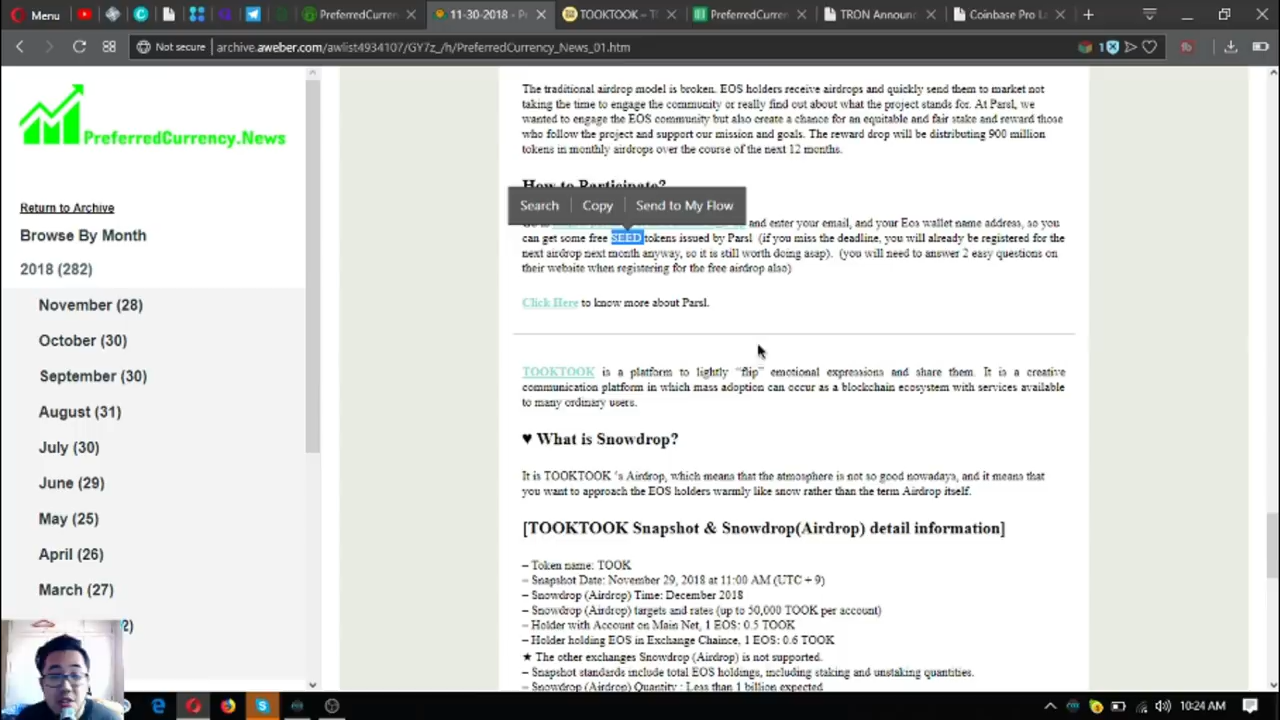 Menu
PreferredCurren
11-30-2018 - P
TOOKTOOK –
PreferredCurren
TRON Announ
Coinbase Pro L
Not secure
archive.aweber.com/awlist4934107/GY7z_/h/PreferredCurrency_News_01.htm
1
PreferredCurrency.News
Return to Archive
Browse By Month
2018 (282)
November (28)
October (30)
September (30)
August (31)
July (30)
June (29)
May (25)
April (26)
March (27)
The traditional airdrop model is broken. EOS holders receive airdrops and quickly send them to market not
taking the time to engage the community or really find out about what the project stands for. At Parsl, we
wanted to engage the EOS community but also create a chance for an equitable and fair stake and reward those
who follow the project and support our mission and goals. The reward drop will be distributing 900 million
tokens in monthly airdrops over the course of the next 12 months.
How to Participate?
Search Copy Send to My Flow
and enter your email, and your Eos wallet name address, so you
can get some free SEED tokens issued by Parsl (if you miss the deadline, you will already be registered for the
next airdrop next month anyway, so it is still worth doing asap). (you will need to answer 2 easy questions on
their website when registering for the free airdrop also)
Click Here to know more about Parsl.
TOOKTOOK is a platform to lightly “flip” emotional expressions and share them. It is a creative
communication platform in which mass adoption can occur as a blockchain ecosystem with services available
to many ordinary users.
♥ What is Snowdrop?
It is TOOKTOOK ‘s Airdrop, which means that the atmosphere is not so good nowadays, and it means that
you want to approach the EOS holders warmly like snow rather than the term Airdrop itself.
[TOOKTOOK Snapshot & Snowdrop(Airdrop) detail information]
– Token name: TOOK
– Snapshot Date: November 29, 2018 at 11:00 AM (UTC + 9)
– Snowdrop (Airdrop) Time: December 2018
– Snowdrop (Airdrop) targets and rates (up to 50,000 TOOK per account)
– Holder with Account on Main Net, 1 EOS: 0.5 TOOK
– Holder holding EOS in Exchange Chaince, 1 EOS: 0.6 TOOK
★ The other exchanges Snowdrop (Airdrop) is not supported.
– Snapshot standards include total EOS holdings, including staking and unstaking quantities.
– Snowdrop (Airdrop) Quantity : Less than 1 billion expected
10:24 AM